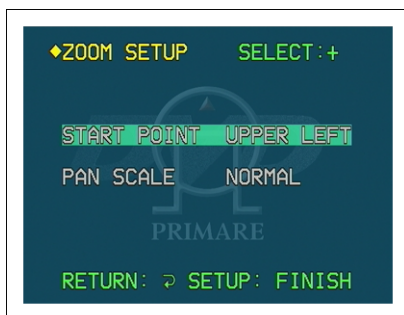 ◆ZOOM SETUP SELECT:+
START POINT UPPER LEFT
PAN SCALE NORMAL
PRIMARE
RETURN: ⊋ SETUP: FINISH